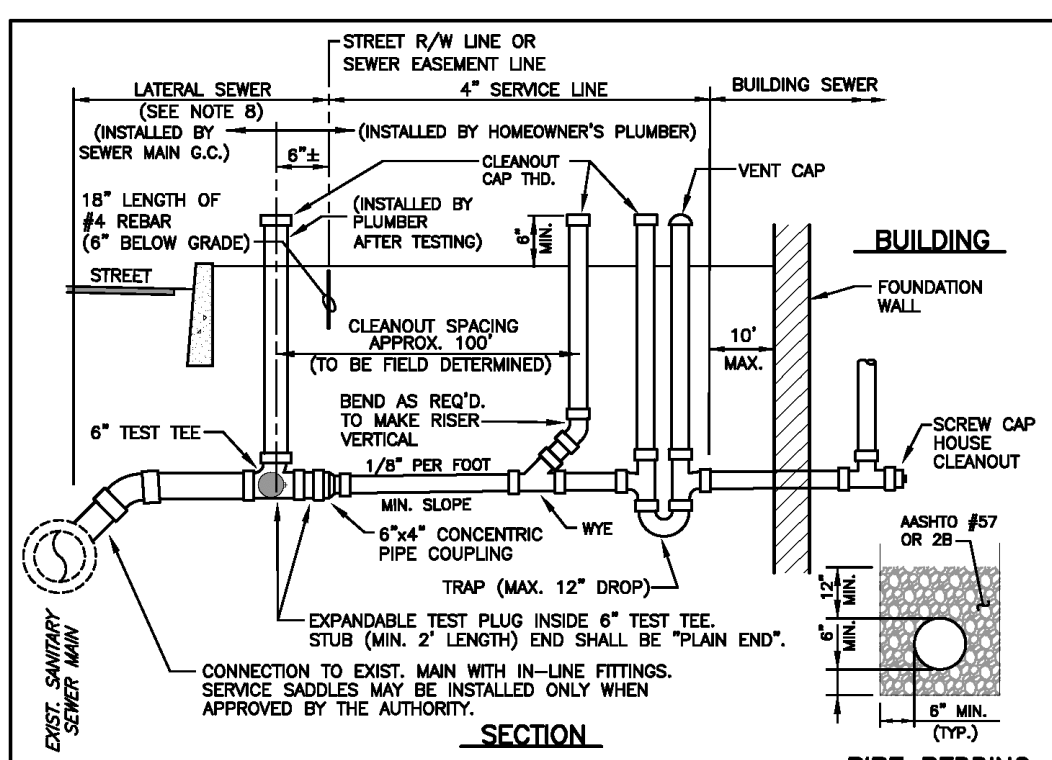 STREET R/W LINE OR
SEWER EASEMENT LINE
LATERAL SEWER
(SEE NOTE 8)
(INSTALLED BY
SEWER MAIN G.C.)
4" SERVICE LINE
(INSTALLED BY HOMEOWNER'S PLUMBER)
BUILDING SEWER
6"±
CLEANOUT
CAP THD.
VENT CAP
18" LENGTH OF
#4 REBAR
(6" BELOW GRADE)
(INSTALLED BY
PLUMBER
AFTER TESTING)
6"
MIN.
BUILDING
STREET
FOUNDATION
WALL
CLEANOUT SPACING
APPROX. 100'
(TO BE FIELD DETERMINED)
10'
MAX.
BEND AS REQ'D.
TO MAKE RISER
VERTICAL
6" TEST TEE
SCREW CAP
HOUSE
CLEANOUT
1/8" PER FOOT
MIN. SLOPE
6"x4" CONCENTRIC
PIPE COUPLING
WYE
AASHTO #57
OR 2B
TRAP (MAX. 12" DROP)
12"
MIN.
6"
MIN.
EXPANDABLE TEST PLUG INSIDE 6" TEST TEE.
STUB (MIN. 2' LENGTH) END SHALL BE "PLAIN END".
EXIST. SANITARY
SEWER MAIN
CONNECTION TO EXIST. MAIN WITH IN-LINE FITTINGS.
SERVICE SADDLES MAY BE INSTALLED ONLY WHEN
APPROVED BY THE AUTHORITY.
6" MIN.
(TYP.)
SECTION
PIPE BEDDING